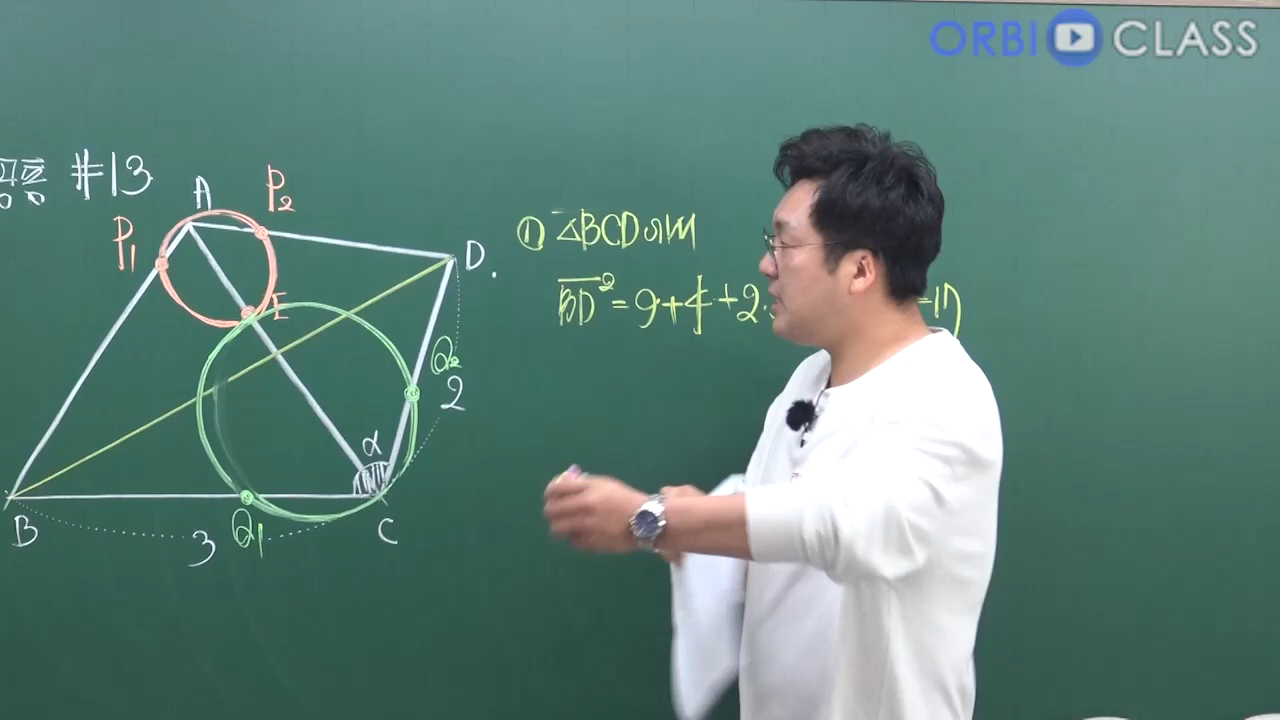 ORBI CLASS
#13
A
P₂
P₁
D.
E
Q₂
2
α
B
3
Q₁
C
① △BCD에서
BD² = 9+4+2· =17